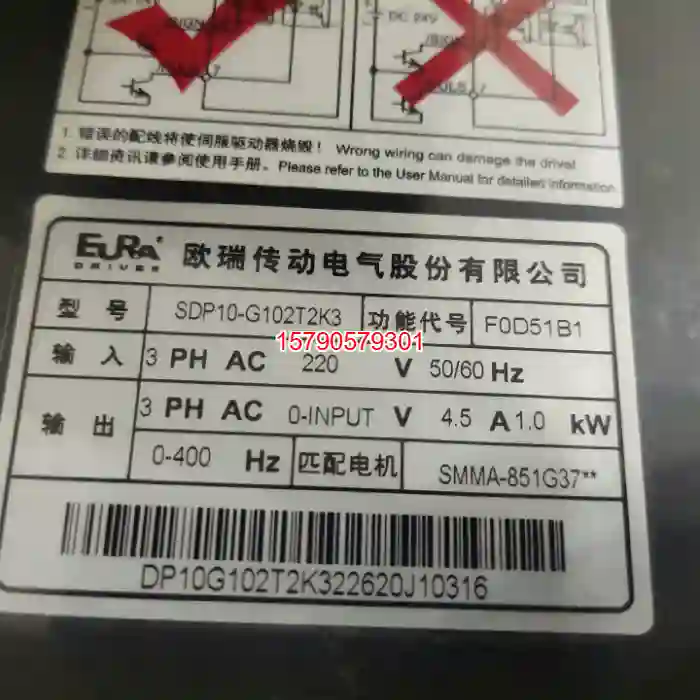 DC 24V
SIGN
1. 错误的配线将使伺服驱动器烧毁! Wrong wiring can damage the drive!
2. 详细资讯请参阅使用手册。Please refer to the User Manual for detailed information
EURA 欧瑞传动电气股份有限公司
DRIVES
型号 SDP10-G102T2K3 功能代号 F0D51B1
15790579301
输入 3 PH AC 220 V 50/60 Hz
输出 3 PH AC 0-INPUT V 4.5 A 1.0 kW
0-400 Hz 匹配电机 SMMA-851G37**
DP10G102T2K322620J10316